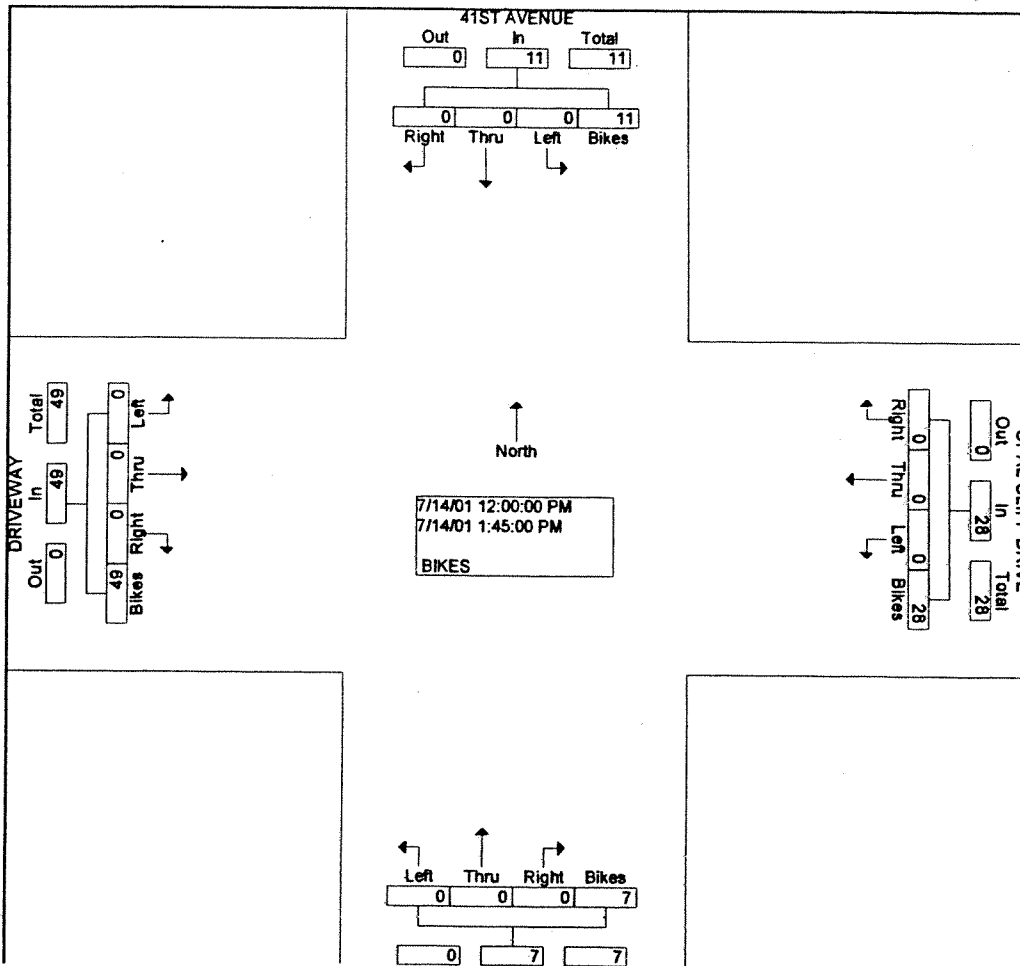 41ST AVENUE
Out In Total
0 11 11
0 0 0 11
Right Thru Left Bikes
DRIVEWAY
Total In Out
49 49 0
0 0 0 49
Left Thru Right Bikes
North
7/14/01 12:00:00 PM
7/14/01 1:45:00 PM
BIKES
Out In Total
0 28 28
0 0 0 28
Right Thru Left Bikes
Left Thru Right Bikes
0 0 0 7
0 7 7